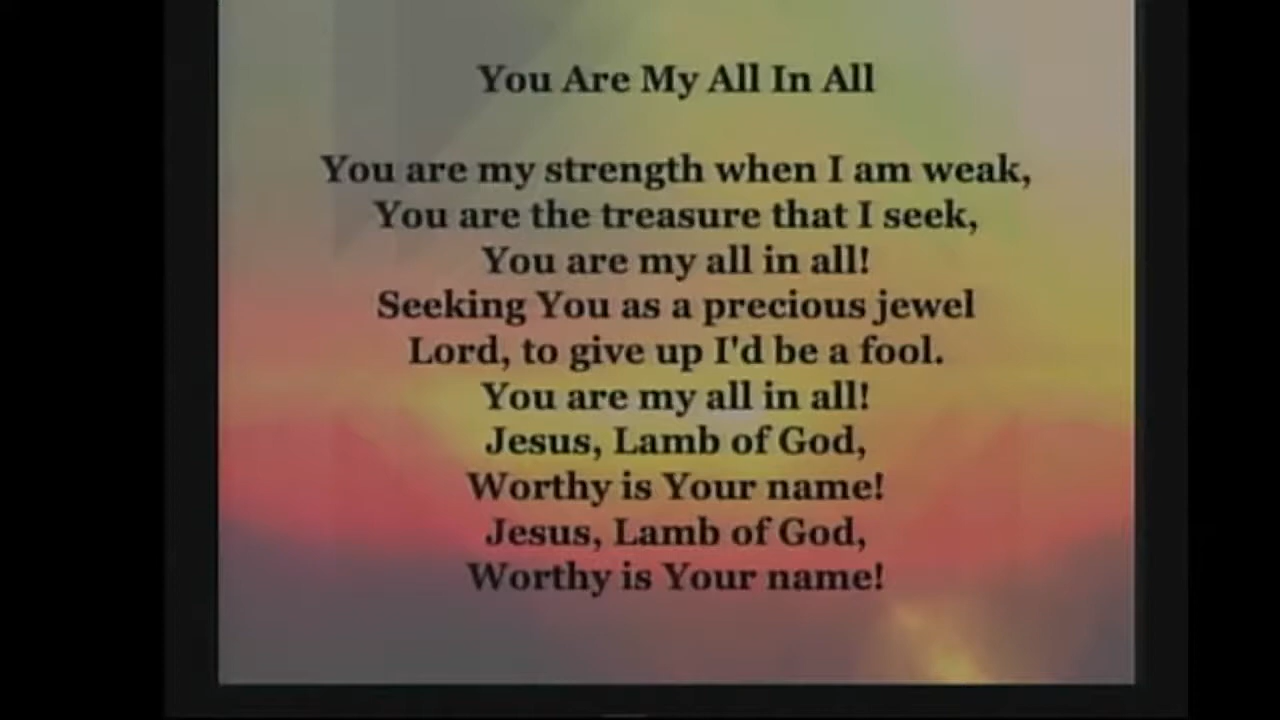 You Are My All In All
You are my strength when I am weak,
You are the treasure that I seek,
You are my all in all!
Seeking You as a precious jewel
Lord, to give up I'd be a fool.
You are my all in all!
Jesus, Lamb of God,
Worthy is Your name!
Jesus, Lamb of God,
Worthy is Your name!